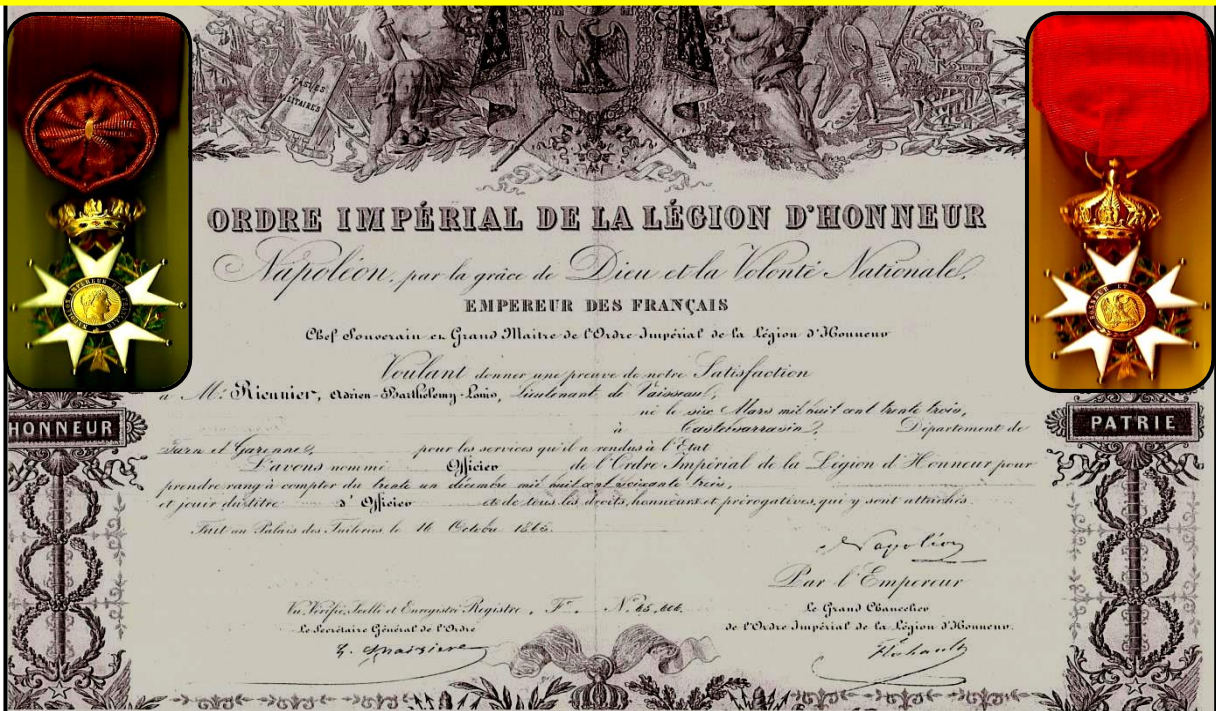 TAGUES MILITAIRES
ORDRE IMPÉRIAL DE LA LÉGION D'HONNEUR
Napoléon, par la grâce de Dieu et la Volonté Nationale,
EMPEREUR DES FRANÇAIS
Chef Souverain et Grand Maître de l'Ordre Impérial de la Légion d'Honneur
Voulant donner une preuve de notre Satisfaction
a Mr. Rieunier, Adrien-Barthélemy-Louis, Lieutenant de Vaisseau,
né le six Mars mil huit cent trente trois,
HONNEUR
à Castelsarrasin, Département de
PATRIE
Tarn et Garonne, pour les services qu'il a rendus à l'Etat
L'avons nommé Officier de l'Ordre Impérial de la Légion d'Honneur pour
prendre rang à compter du trente un décembre mil huit cent soixante trois,
et jouir du titre d'Officier et de tous les droits, honneurs et prérogatives, qui y sont attachés.
Fait au Palais des Tuileries, le 16 Octobre
Napoléon
Par l'Empereur
Vu, Vérifié, Scellé et Enregistré Registre, F°. N°.
Le Grand Chancelier
Le Secrétaire Général de l'Ordre
de l'Ordre Impérial de la Légion d'Honneur.
Flahault